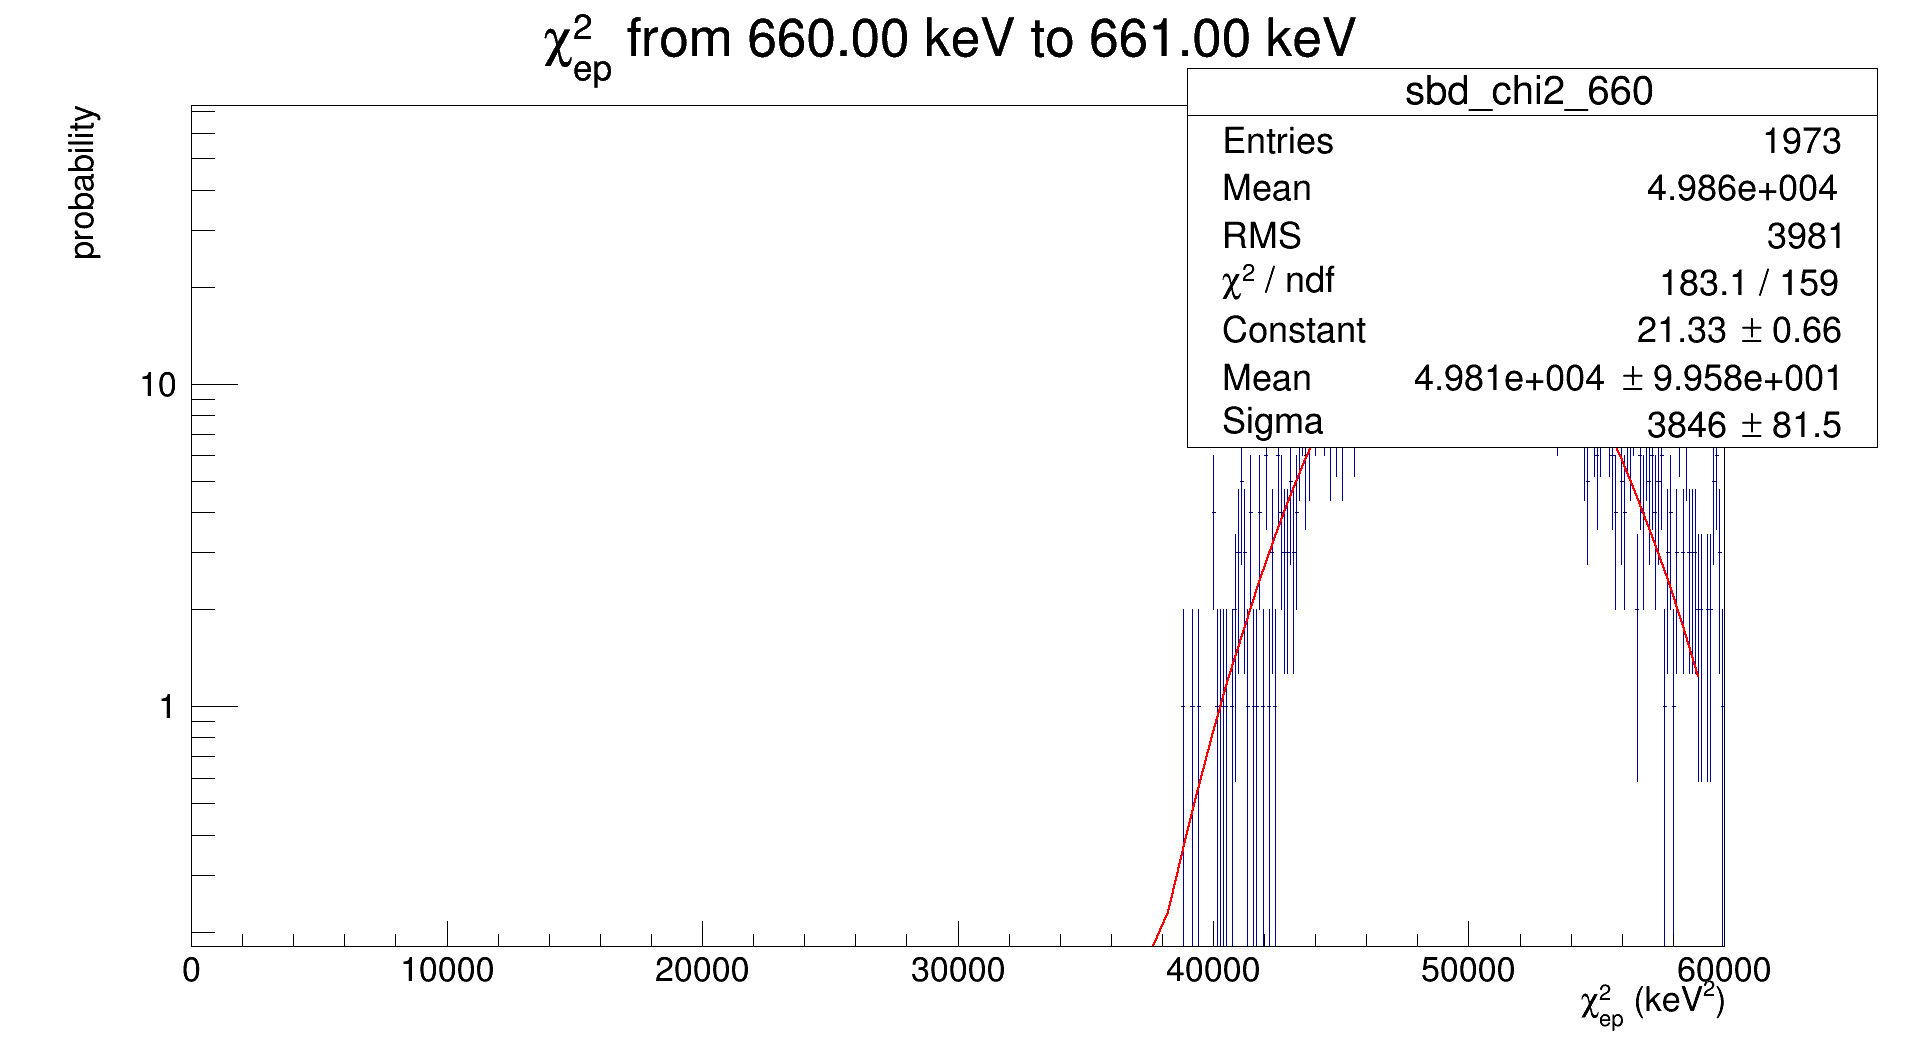 χ²ep from 660.00 keV to 661.00 keV
probability
sbd_chi2_660
Entries 1973
Mean 4.986e+004
RMS 3981
χ² / ndf 183.1 / 159
Constant 21.33 ± 0.66
Mean 4.981e+004 ± 9.958e+001
Sigma 3846 ± 81.5
10
1
0 10000 20000 30000 40000 50000 60000
χ²ep (keV²)